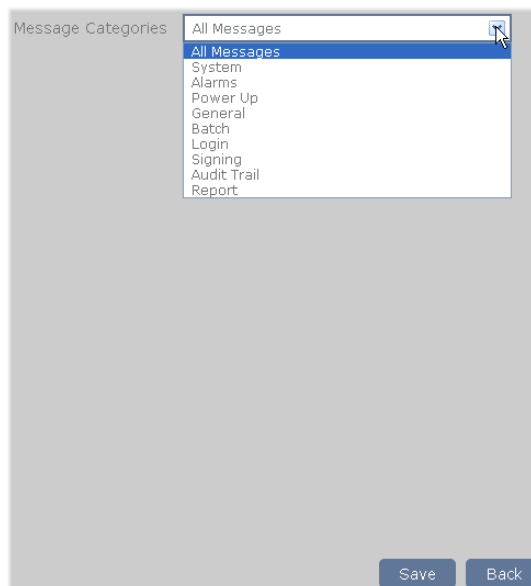 Message Categories All Messages
All Messages
System
Alarms
Power Up
General
Batch
Login
Signing
Audit Trail
Report
Save Back